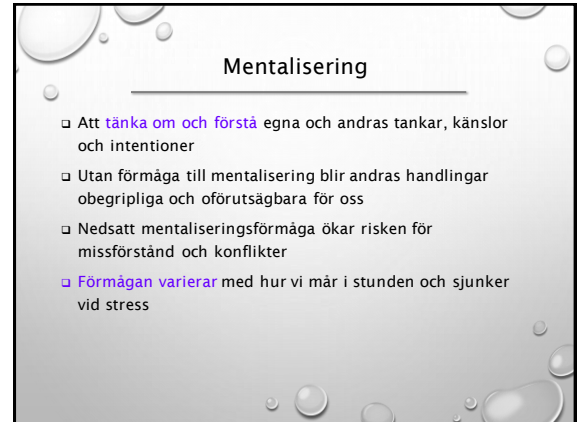 Mentalisering
Att tänka om och förstå egna och andras tankar, känslor
och intentioner
Utan förmåga till mentalisering blir andras handlingar
obegripliga och oförutsägbara för oss
Nedsatt mentaliseringsförmåga ökar risken för
missförstånd och konflikter
Förmågan varierar med hur vi mår i stunden och sjunker
vid stress